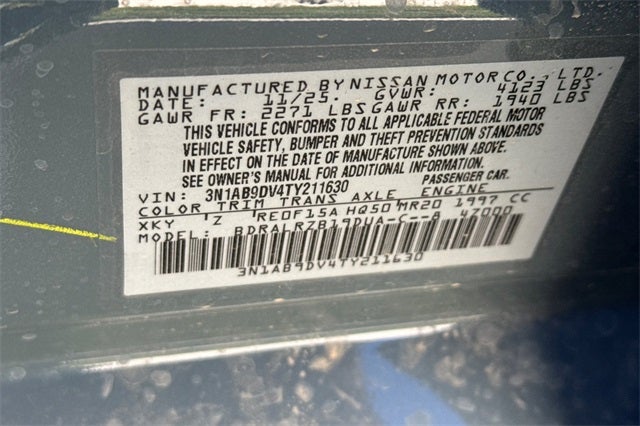 MANUFACTURED BY NISSAN MOTOR CO., LTD.
DATE: 11/25. GVWR: 4123 LBS
GAWR FR: 2271 LBS GAWR RR: 1940 LBS
THIS VEHICLE CONFORMS TO ALL APPLICABLE FEDERAL MOTOR
VEHICLE SAFETY, BUMPER, AND THEFT PREVENTION STANDARDS
IN EFFECT ON THE DATE OF MANUFACTURE SHOWN ABOVE.
SEE OWNER'S MANUAL FOR ADDITIONAL INFORMATION.
VIN: 3N1AB9DV4TY211630 PASSENGER CAR.
COLOR TRIM TRANS AXLE ENGINE
XKY 'Z RE0F15A HQ50 MR20 1997 CC
MODEL: BDRALRZB19DUA-C--A 47000
3N1AB9DV4TY211630